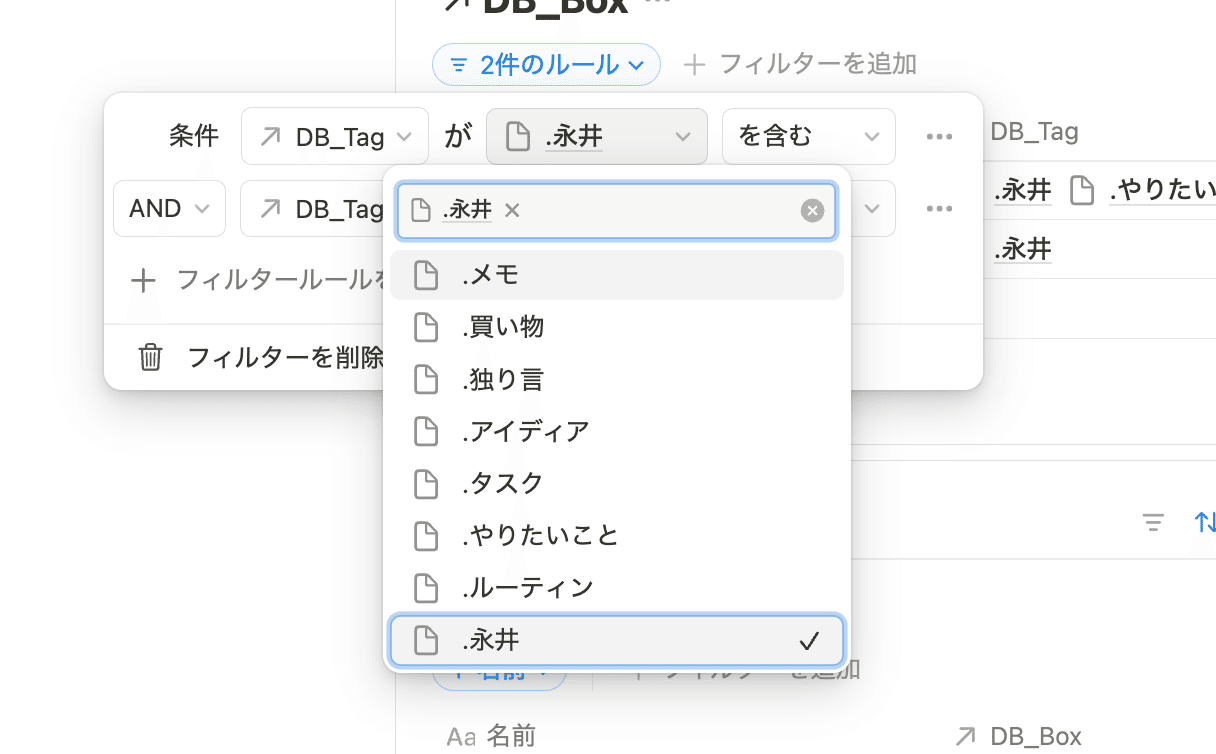 DB_Box ...
2件のルール フィルターを追加
条件 DB_Tag が .永井 を含む
DB_Tag
AND DB_Tag
.永井
.永井 .やりたい
.永井
フィルタールールを
フィルターを削除
.メモ
.買い物
.独り言
.アイディア
.タスク
.やりたいこと
.ルーティン
.永井
名前 フィルターを追加
Aa 名前 DB_Box